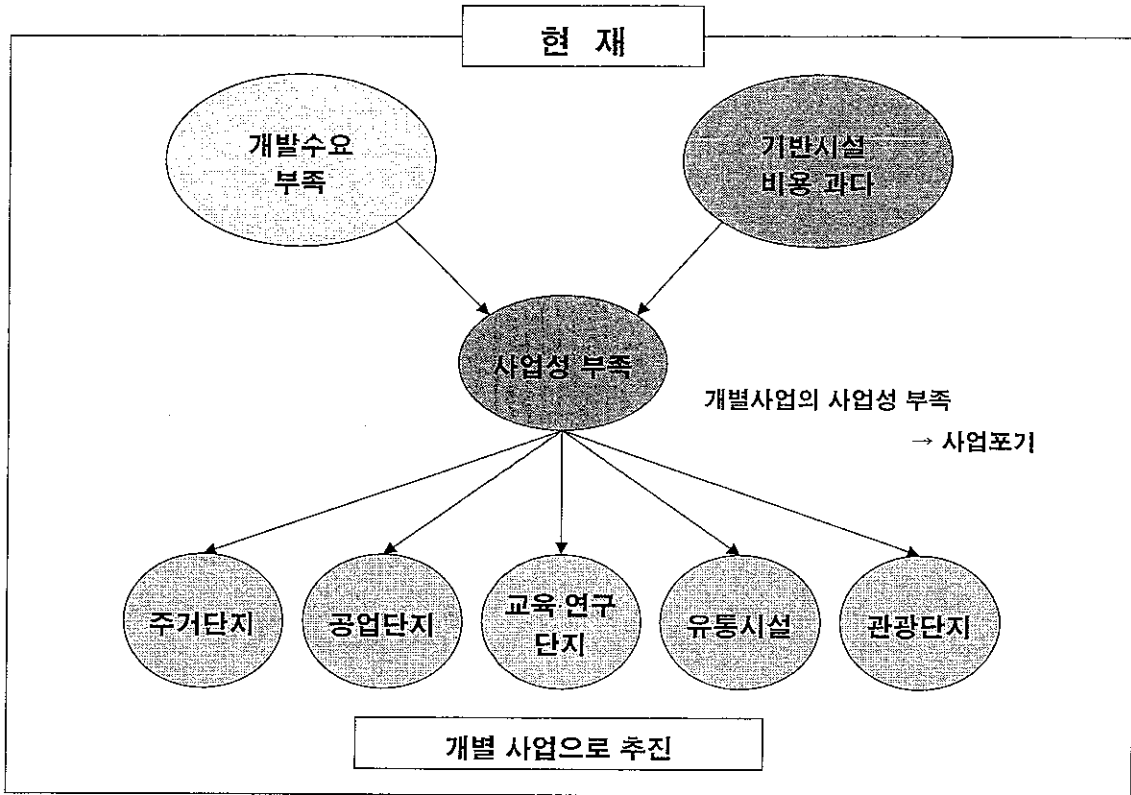 현 재
개발수요
부족
기반시설
비용 과다
사업성 부족
개별사업의 사업성 부족
→ 사업포기
주거단지
공업단지
교육 연구
단지
유통시설
관광단지
개별 사업으로 추진